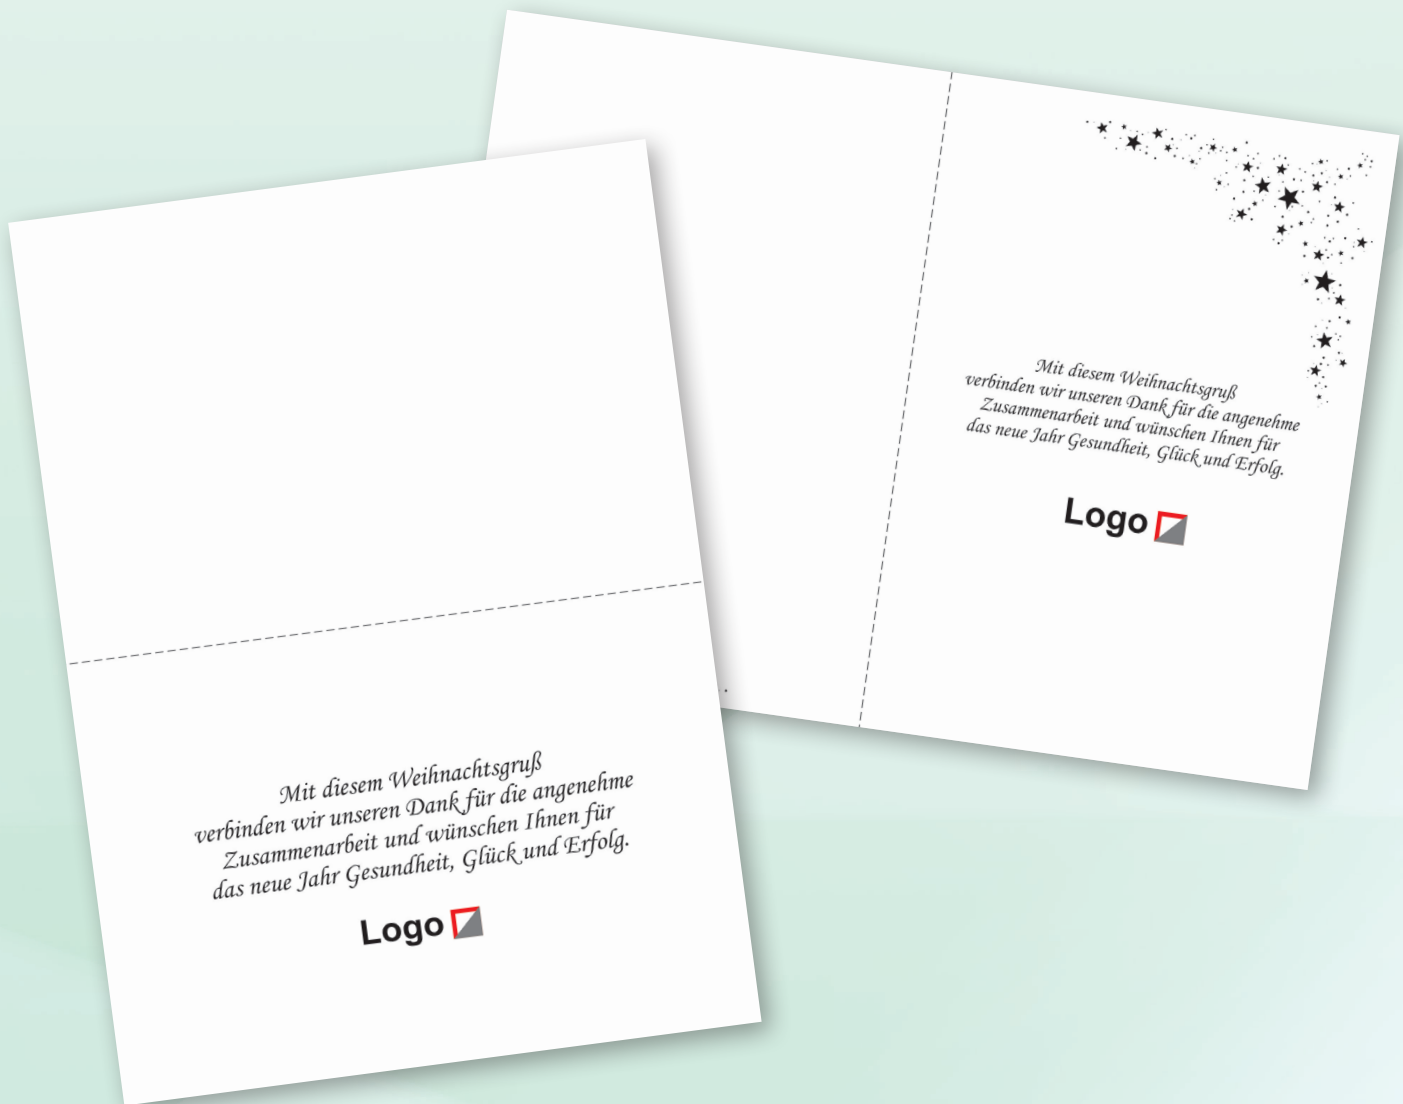 Mit diesem Weihnachtsgruß
verbinden wir unseren Dank für die angenehme
Zusammenarbeit und wünschen Ihnen für
das neue Jahr Gesundheit, Glück und Erfolg.
Logo
Mit diesem Weihnachtsgruß
verbinden wir unseren Dank für die angenehme
Zusammenarbeit und wünschen Ihnen für
das neue Jahr Gesundheit, Glück und Erfolg.
Logo